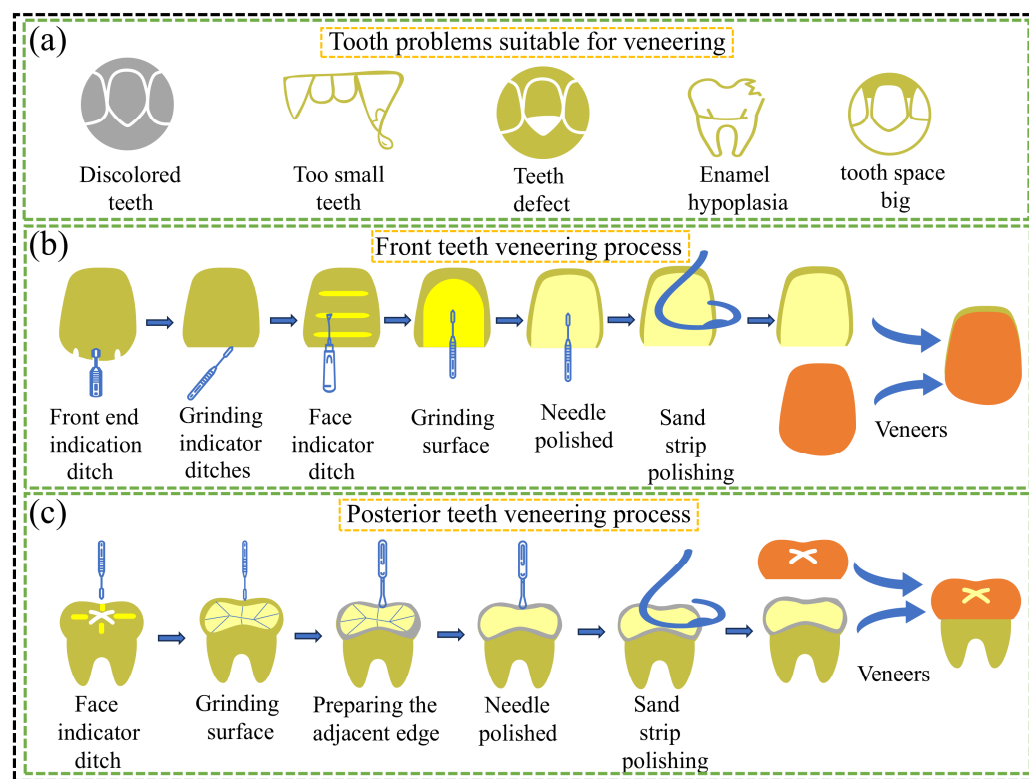 (a)
Tooth problems suitable for veneering
Discolored
teeth
Too small
teeth
Teeth
defect
Enamel
hypoplasia
tooth space
big
(b)
Front teeth veneering process
Front end
indication
ditch
Grinding
indicator
ditches
Face
indicator
ditch
Grinding
surface
Needle
polished
Sand
strip
polishing
Veneers
(c)
Posterior teeth veneering process
Face
indicator
ditch
Grinding
surface
Preparing the
adjacent edge
Needle
polished
Sand
strip
polishing
Veneers